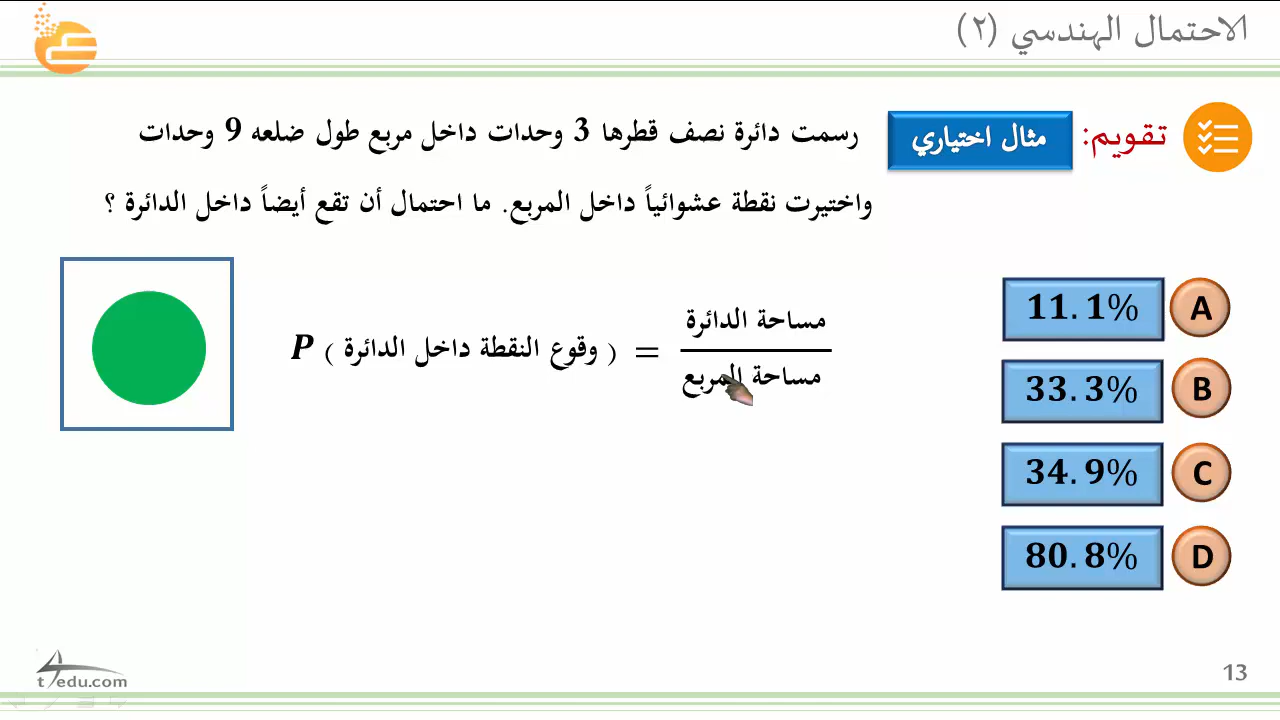 الاحتمال الهندسي (٢)
تقويم: مثال اختياري
رسمت دائرة نصف قطرها 3 وحدات داخل مربع طول ضلعه 9 وحدات
واختيرت نقطة عشوائياً داخل المربع. ما احتمال أن تقع أيضاً داخل الدائرة ؟
P ( وقوع النقطة داخل الدائرة ) =
مساحة الدائرة
مساحة المربع
11.1% A
33.3% B
34.9% C
80.8% D
t4edu.com
13